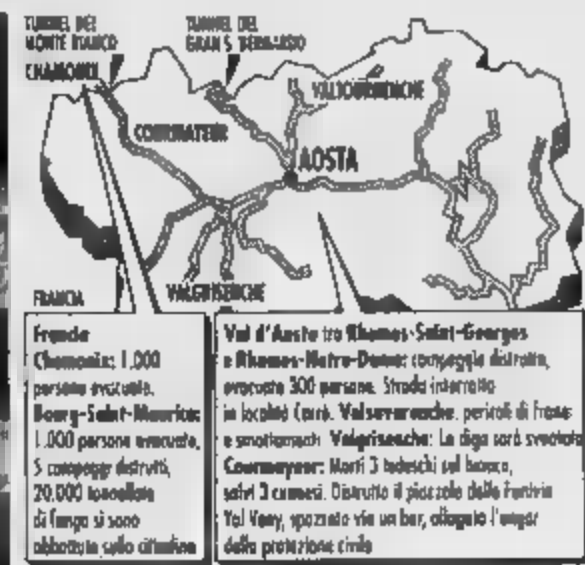 TUNNEL DEL
MONTE BIANCO
TUNNEL DEL
GRAN S. BERNARDO
CHAMONIX
VALTOURNENCHE
COURMAYEUR
AOSTA
VALGRISENCHE
FRANCIA
Francia
Chamonix: 1.000
persone evacuate.
Bourg-Saint-Maurice:
1.000 persone evacuate,
5 campeggi distrutti,
20.000 tonnellate
di fango si sono
abbattute sulla cittadina
Val d'Aosta tra Rhemes-Saint-Georges
e Rhemes-Notre-Dame: campeggio distrutto,
evacuate 300 persone. Strada interrotta
in località Carré. Valsavarenche: pericoli di frane
e smottamenti. Valgrisenche: La diga sarà svuotata
Courmayeur: Morti 3 tedeschi sul bianco,
salvi 3 cuneesi. Distrutto il piazzale della Funivia
Val Veny, spazzato via un bar, allagato l'
della protezione civile